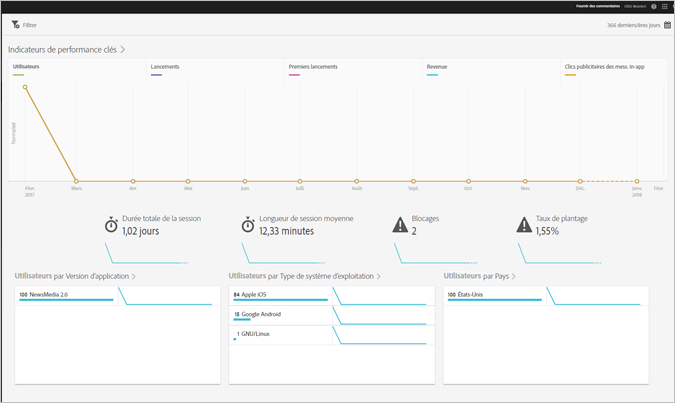 Fournir des commentaires
Filtrer
366 derniers/ères jours
Indicateurs de performance clés
Utilisateurs
Lancements
Premiers lancements
Revenue
Clics publicitaires des mess. in-app
Normalisé
Févr.
2017
Mars
Avr.
Mai
Juin
Juill.
Août
Sept.
Oct.
Nov.
Déc.
Janv.
2018
Févr.
Durée totale de la session
1,02 jours
Longueur de session moyenne
12,33 minutes
Blocages
2
Taux de plantage
1,55%
Utilisateurs par Version d'application
100 NewsMedia 2.0
Utilisateurs par Type de système d'exploitation
84 Apple iOS
15 Google Android
1 GNU/Linux
Utilisateurs par Pays
100 États-Unis